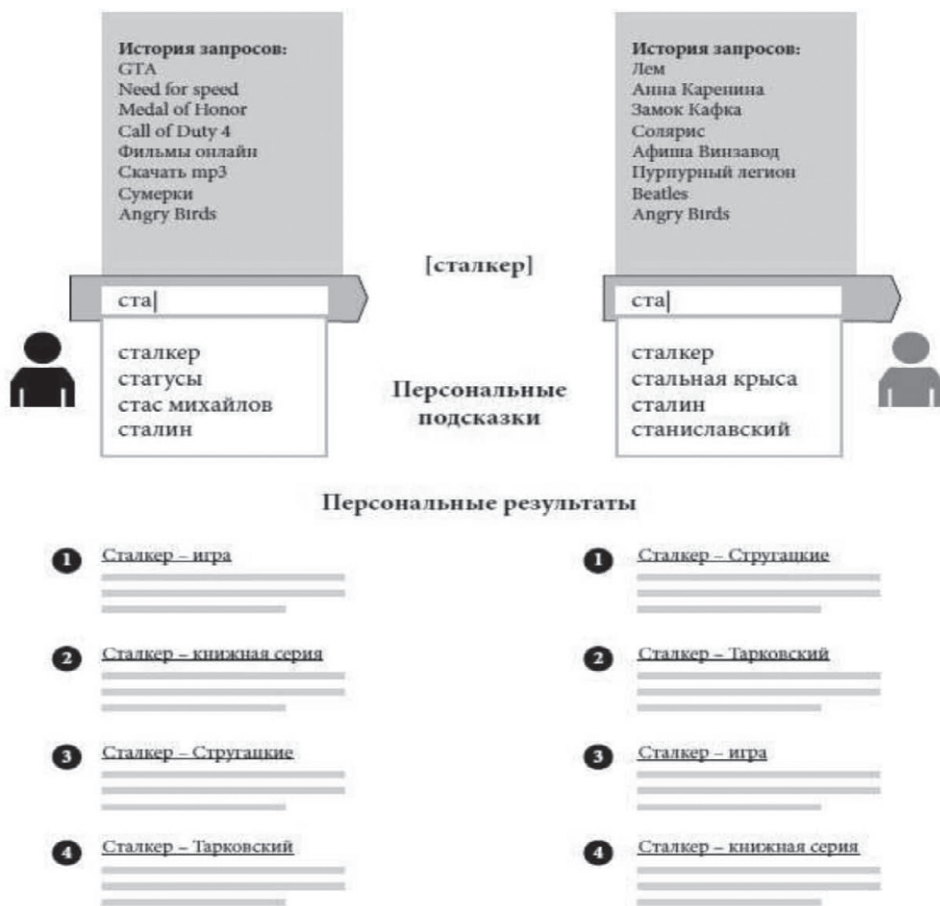 История запросов:
GTA
Need for speed
Medal of Honor
Call of Duty 4
Фильмы онлайн
Скачать mp3
Сумерки
Angry Birds
История запросов:
Лем
Анна Каренина
Замок Кафка
Солярис
Афиша Винзавод
Пурпурный легион
Beatles
Angry Birds
[сталкер]
ста|
ста|
сталкер
статусы
стас михайлов
сталин
Персональные
подсказки
сталкер
стальная крыса
сталин
станиславский
Персональные результаты
1 Сталкер – игра
2 Сталкер – книжная серия
3 Сталкер – Стругацкие
4 Сталкер – Тарковский
1 Сталкер – Стругацкие
2 Сталкер – Тарковский
3 Сталкер – игра
4 Сталкер – книжная серия